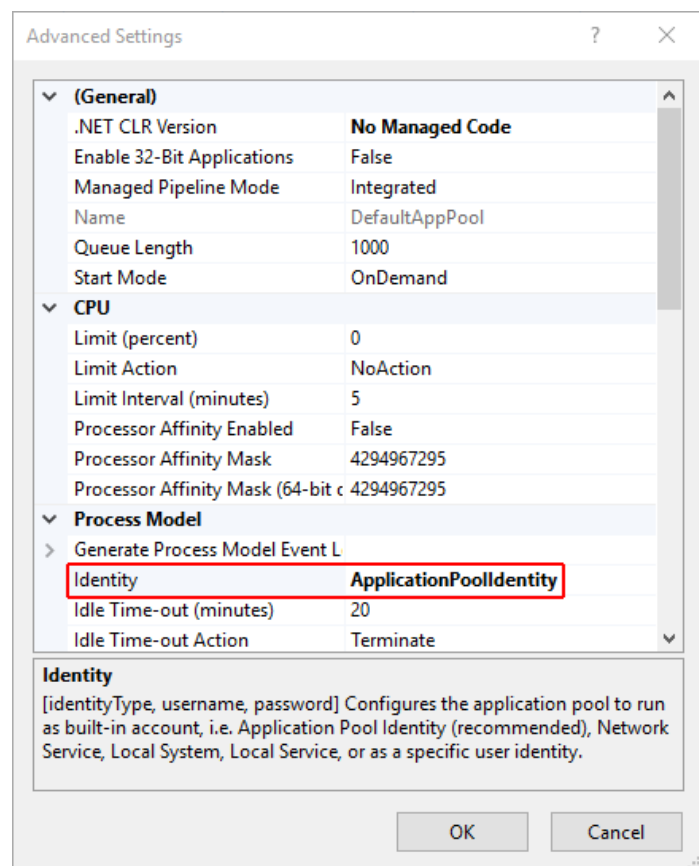 Advanced Settings ?
(General)
.NET CLR Version No Managed Code
Enable 32-Bit Applications False
Managed Pipeline Mode Integrated
Name DefaultAppPool
Queue Length 1000
Start Mode OnDemand
CPU
Limit (percent) 0
Limit Action NoAction
Limit Interval (minutes) 5
Processor Affinity Enabled False
Processor Affinity Mask 4294967295
Processor Affinity Mask (64-bit c 4294967295
Process Model
Generate Process Model Event L
Identity ApplicationPoolIdentity
Idle Time-out (minutes) 20
Idle Time-out Action Terminate
Identity
[identityType, username, password] Configures the application pool to run
as built-in account, i.e. Application Pool Identity (recommended), Network
Service, Local System, Local Service, or as a specific user identity.
OK Cancel